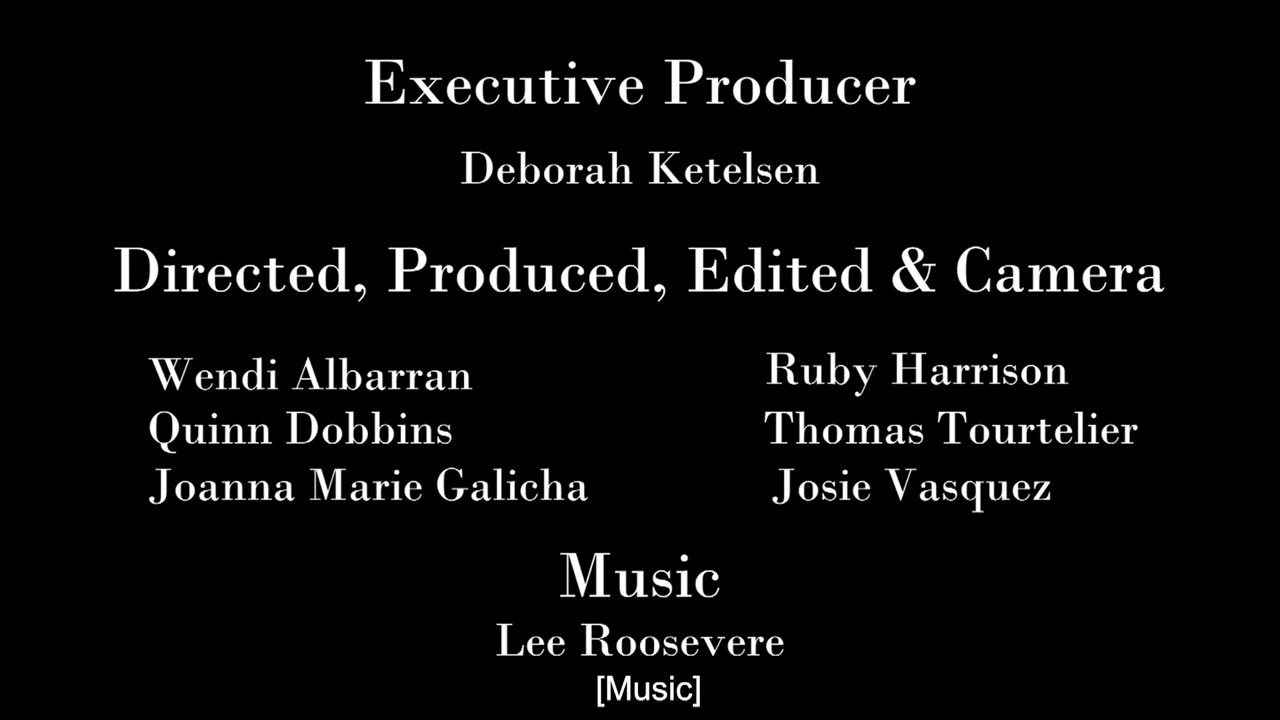 Executive Producer
Deborah Ketelsen
Directed, Produced, Edited & Camera
Wendi Albarran
Quinn Dobbins
Joanna Marie Galicha
Ruby Harrison
Thomas Tourtelier
Josie Vasquez
Music
Lee Roosevere
[Music]